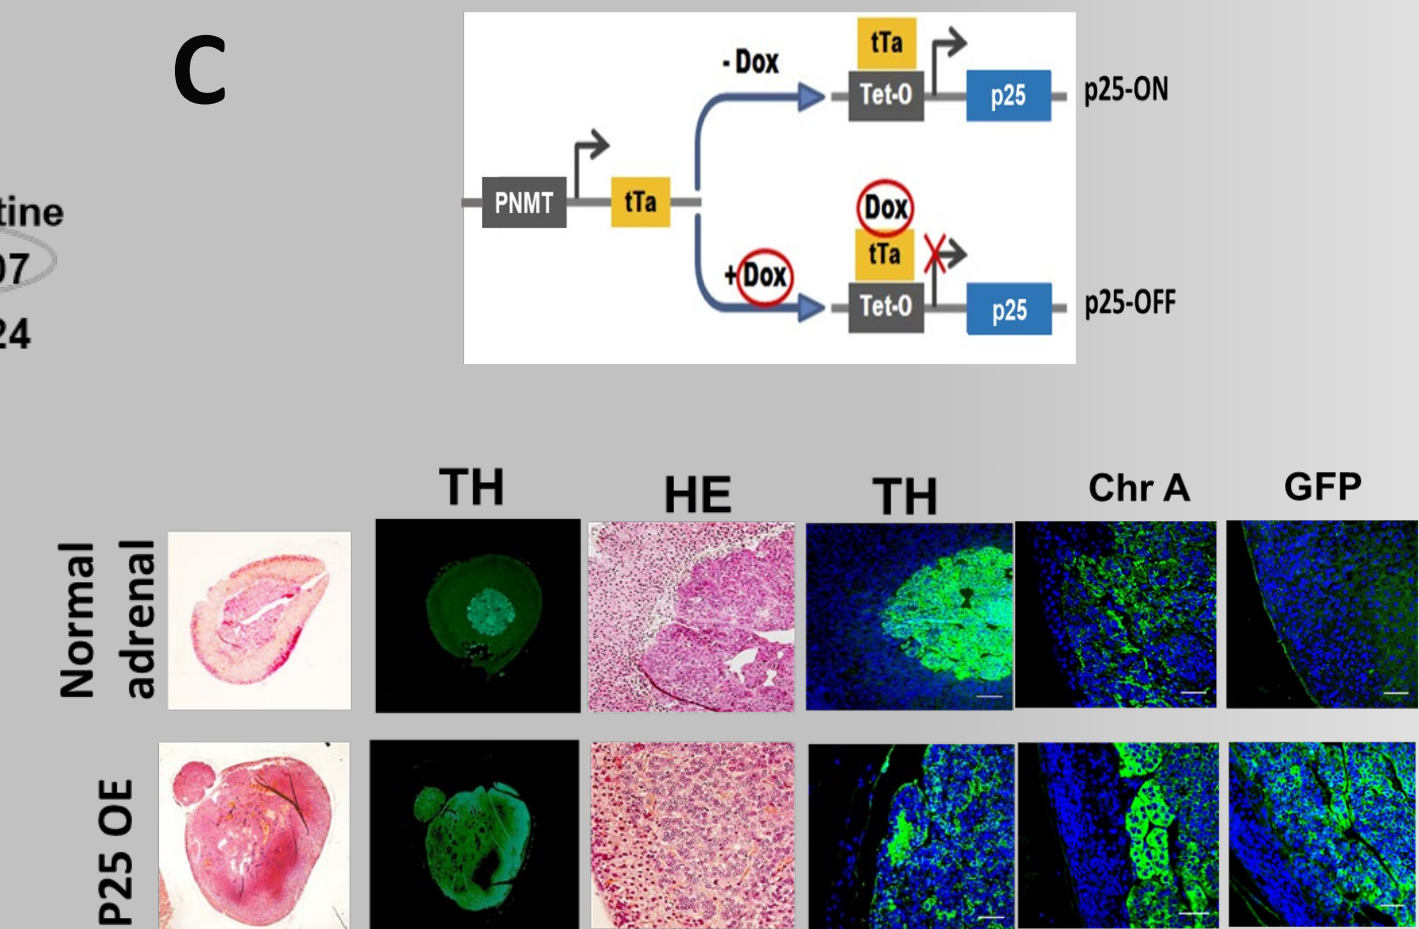 C
- Dox
tTa
Tet-O
p25
p25-ON
PNMT
tTa
+ Dox
Dox
tTa
Tet-O
p25
p25-OFF
tine
07
24
TH
HE
TH
Chr A
GFP
Normal
adrenal
P25 OE